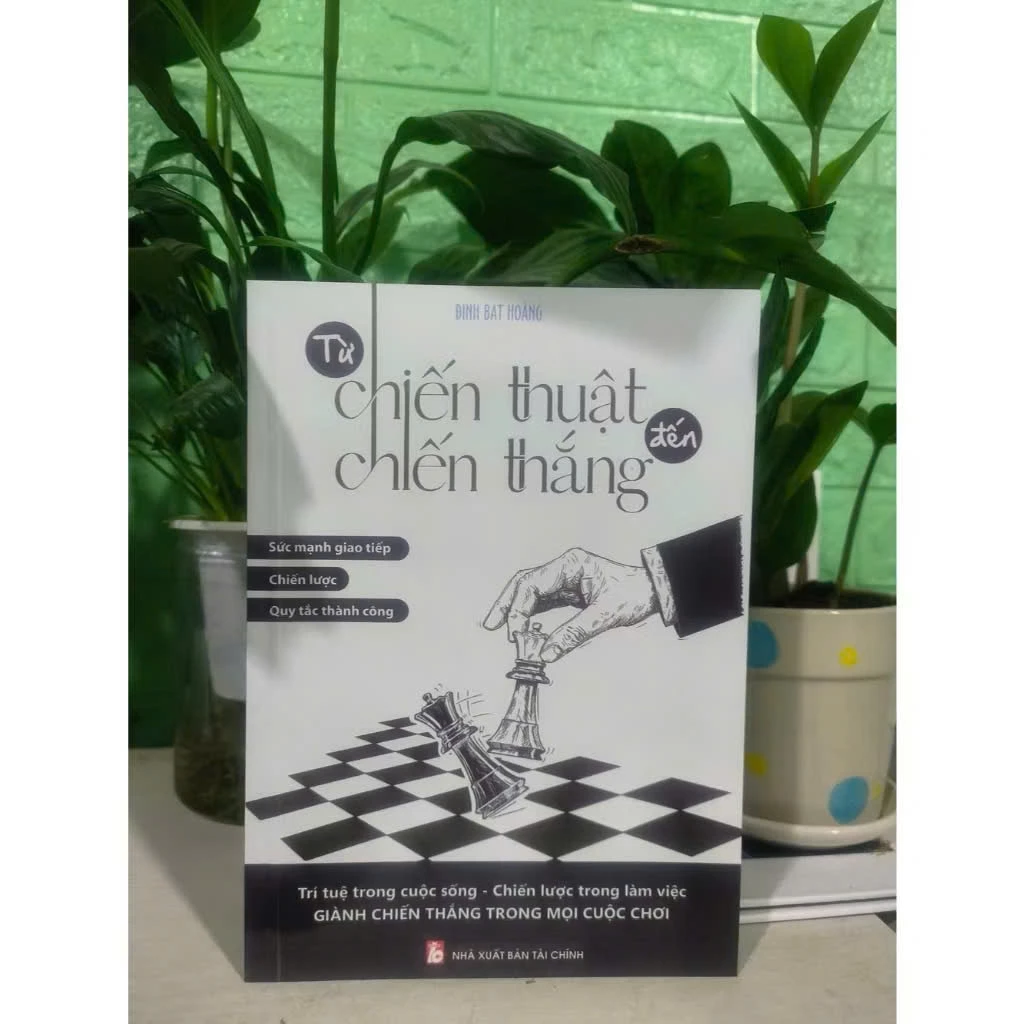 ĐINH BẠT HOÀNG
Từ
chiến thuật
đến
chiến thắng
Sức mạnh giao tiếp
Chiến lược
Quy tắc thành công
Trí tuệ trong cuộc sống - Chiến lược trong làm việc
GIÀNH CHIẾN THẮNG TRONG MỌI CUỘC CHƠI
NHÀ XUẤT BẢN TÀI CHÍNH